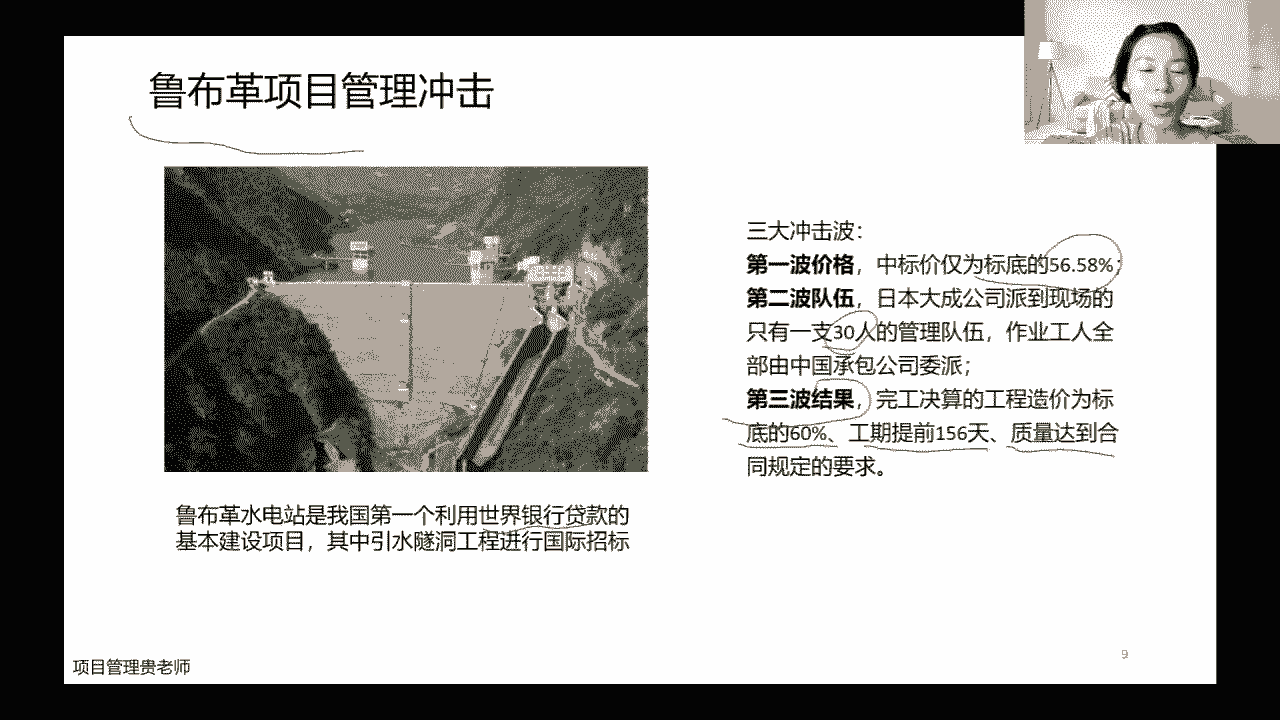 鲁布革项目管理冲击
三大冲击波：
第一波价格，中标价仅为标底的56.58%；
第二波队伍，日本大成公司派到现场的
只有一支30人的管理队伍，作业工人全
部由中国承包公司委派；
第三波结果，完工决算的工程造价为标
底的60%、工期提前156天、质量达到合
同规定的要求。
鲁布革水电站是我国第一个利用世界银行贷款的
基本建设项目，其中引水隧洞工程进行国际招标
项目管理贵老师
9